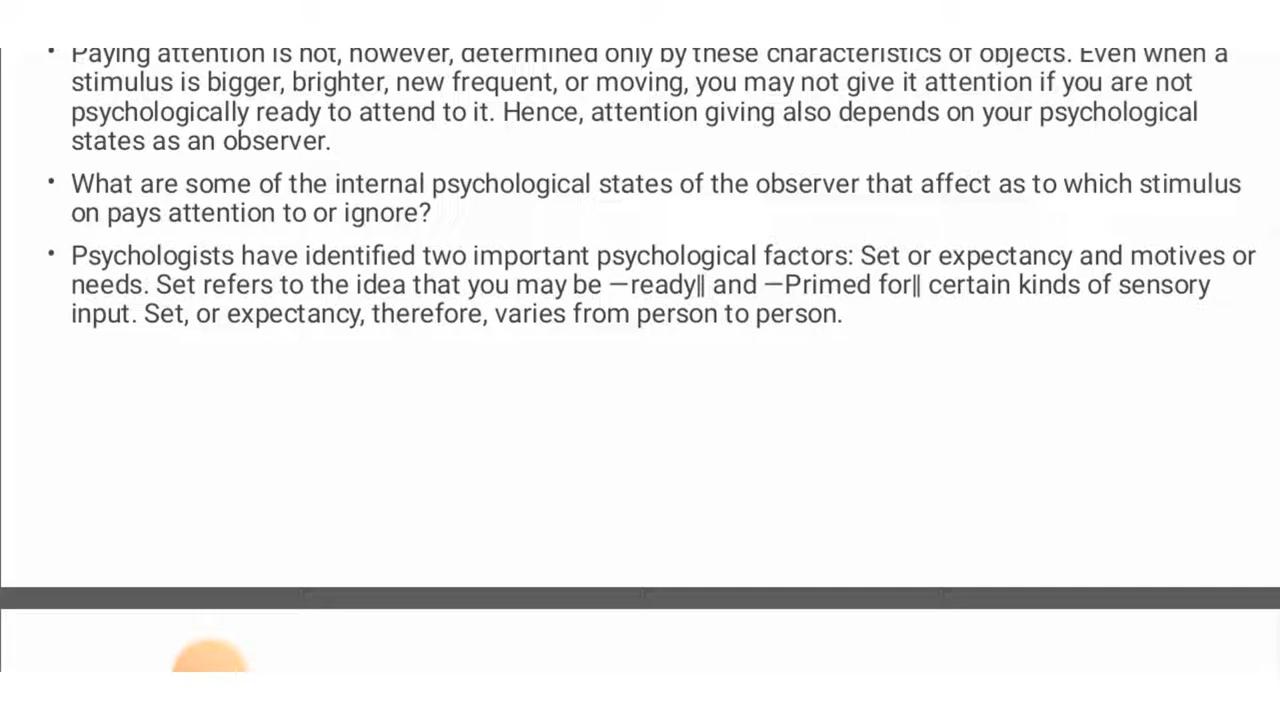 • Paying attention is not, however, determined only by these characteristics of objects. Even when a
stimulus is bigger, brighter, new frequent, or moving, you may not give it attention if you are not
psychologically ready to attend to it. Hence, attention giving also depends on your psychological
states as an observer.
• What are some of the internal psychological states of the observer that affect as to which stimulus
on pays attention to or ignore?
• Psychologists have identified two important psychological factors: Set or expectancy and motives or
needs. Set refers to the idea that you may be ―ready‖ and ―Primed for‖ certain kinds of sensory
input. Set, or expectancy, therefore, varies from person to person.